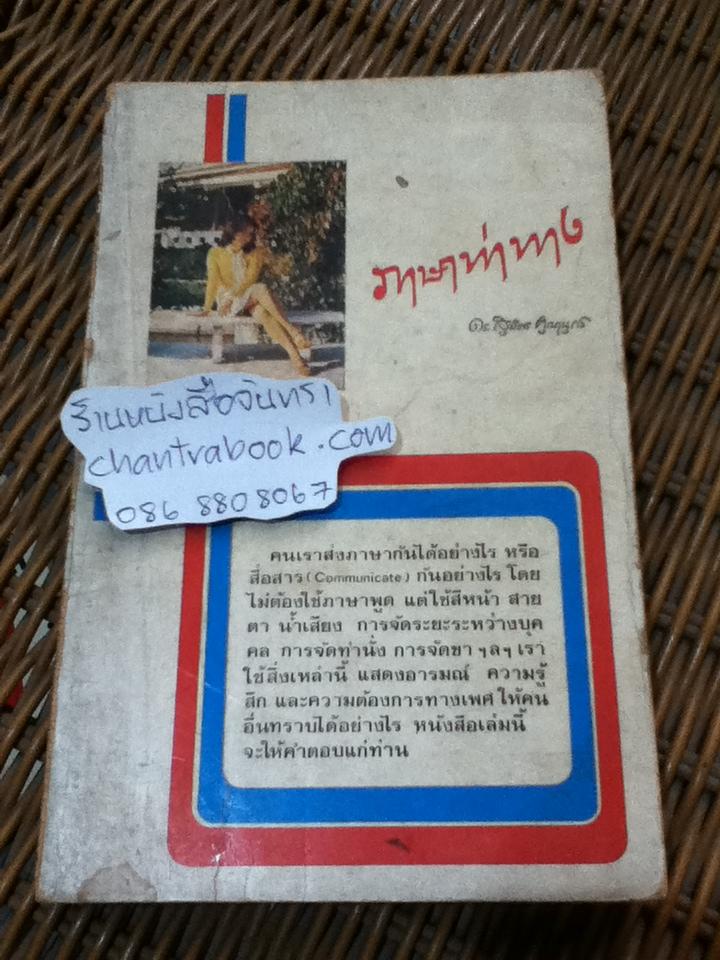 ภาษาท่าทาง
ดร.
ร้านหนังสือจันทรา
chantrabook.com
086 880 8067
คนเราส่งภาษากันได้อย่างไร หรือ
สื่อสาร (Communicate) กันอย่างไร โดย
ไม่ต้องใช้ภาษาพูด แต่ใช้สีหน้า สาย
ตา น้ำเสียง การจัดระยะระหว่างบุค
คล การจัดท่านั่ง การจัดขา ฯลฯ เรา
ใช้สิ่งเหล่านี้ แสดงอารมณ์ ความรู้
สึก และความต้องการทางเพศ ให้คน
อื่นทราบได้อย่างไร หนังสือเล่มนี้
จะให้คำตอบแก่ท่าน